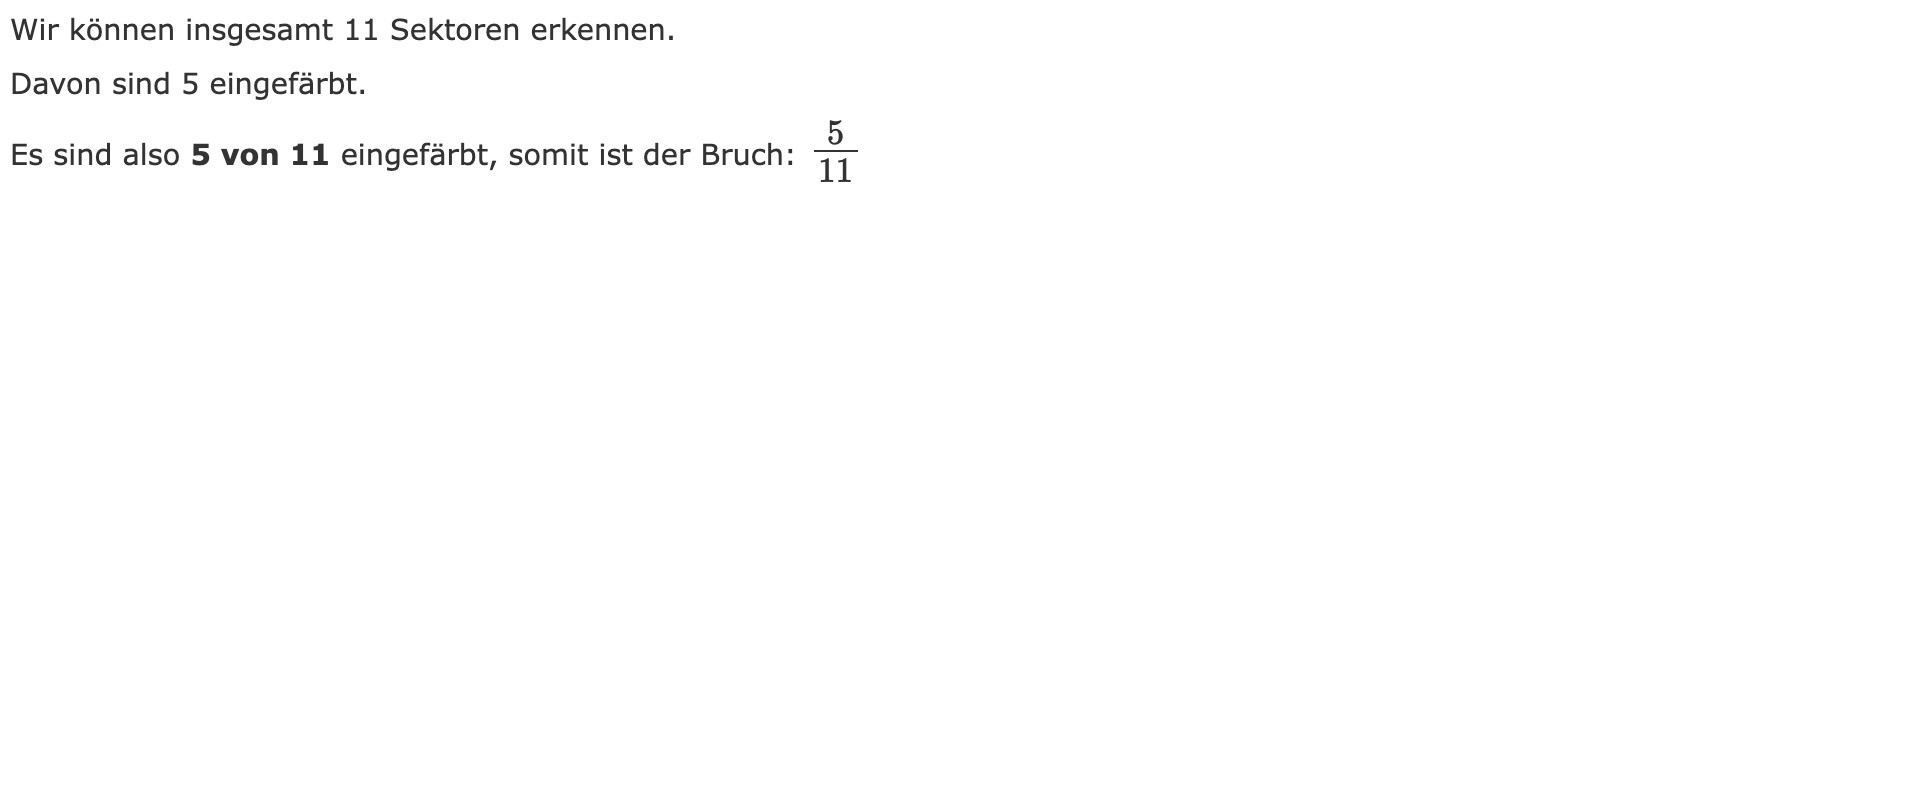 Wir können insgesamt 11 Sektoren erkennen.
Davon sind 5 eingefärbt.
Es sind also 5 von 11 eingefärbt, somit ist der Bruch: 5/11